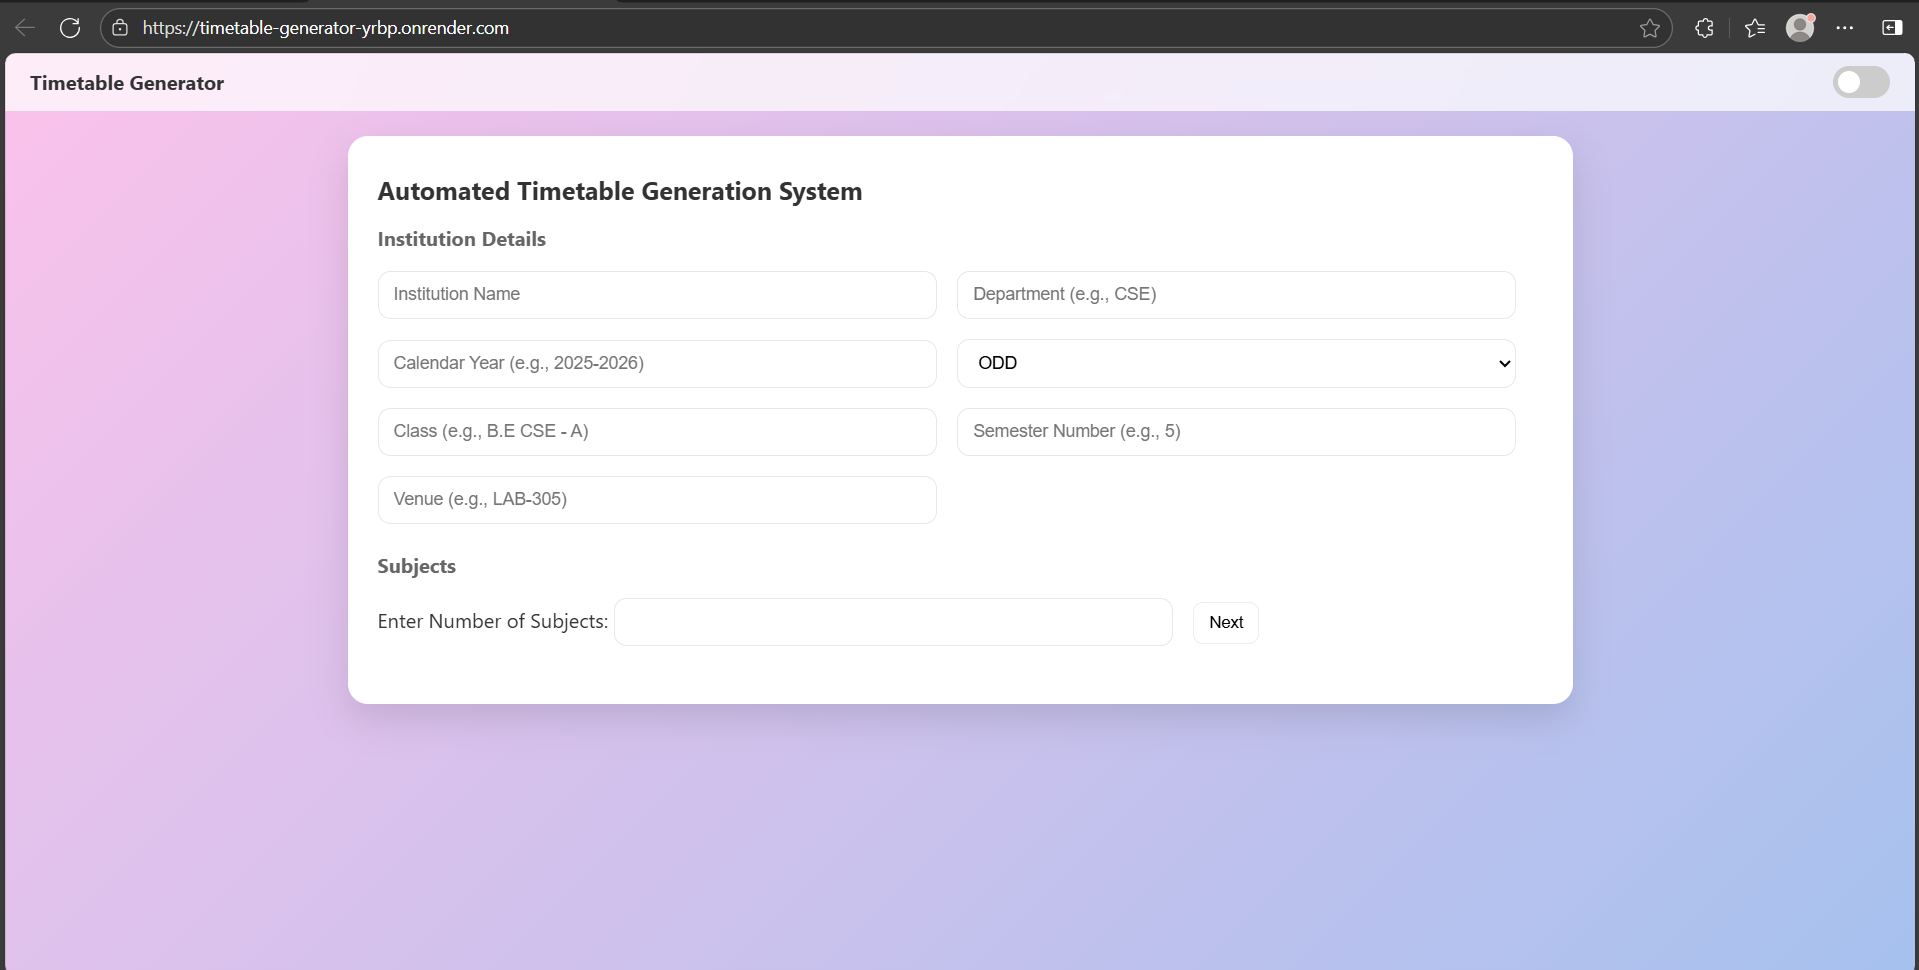 https://timetable-generator-yrbp.onrender.com
Timetable Generator
Automated Timetable Generation System
Institution Details
Institution Name
Department (e.g., CSE)
Calendar Year (e.g., 2025-2026)
ODD
Class (e.g., B.E CSE - A)
Semester Number (e.g., 5)
Venue (e.g., LAB-305)
Subjects
Enter Number of Subjects:
Next